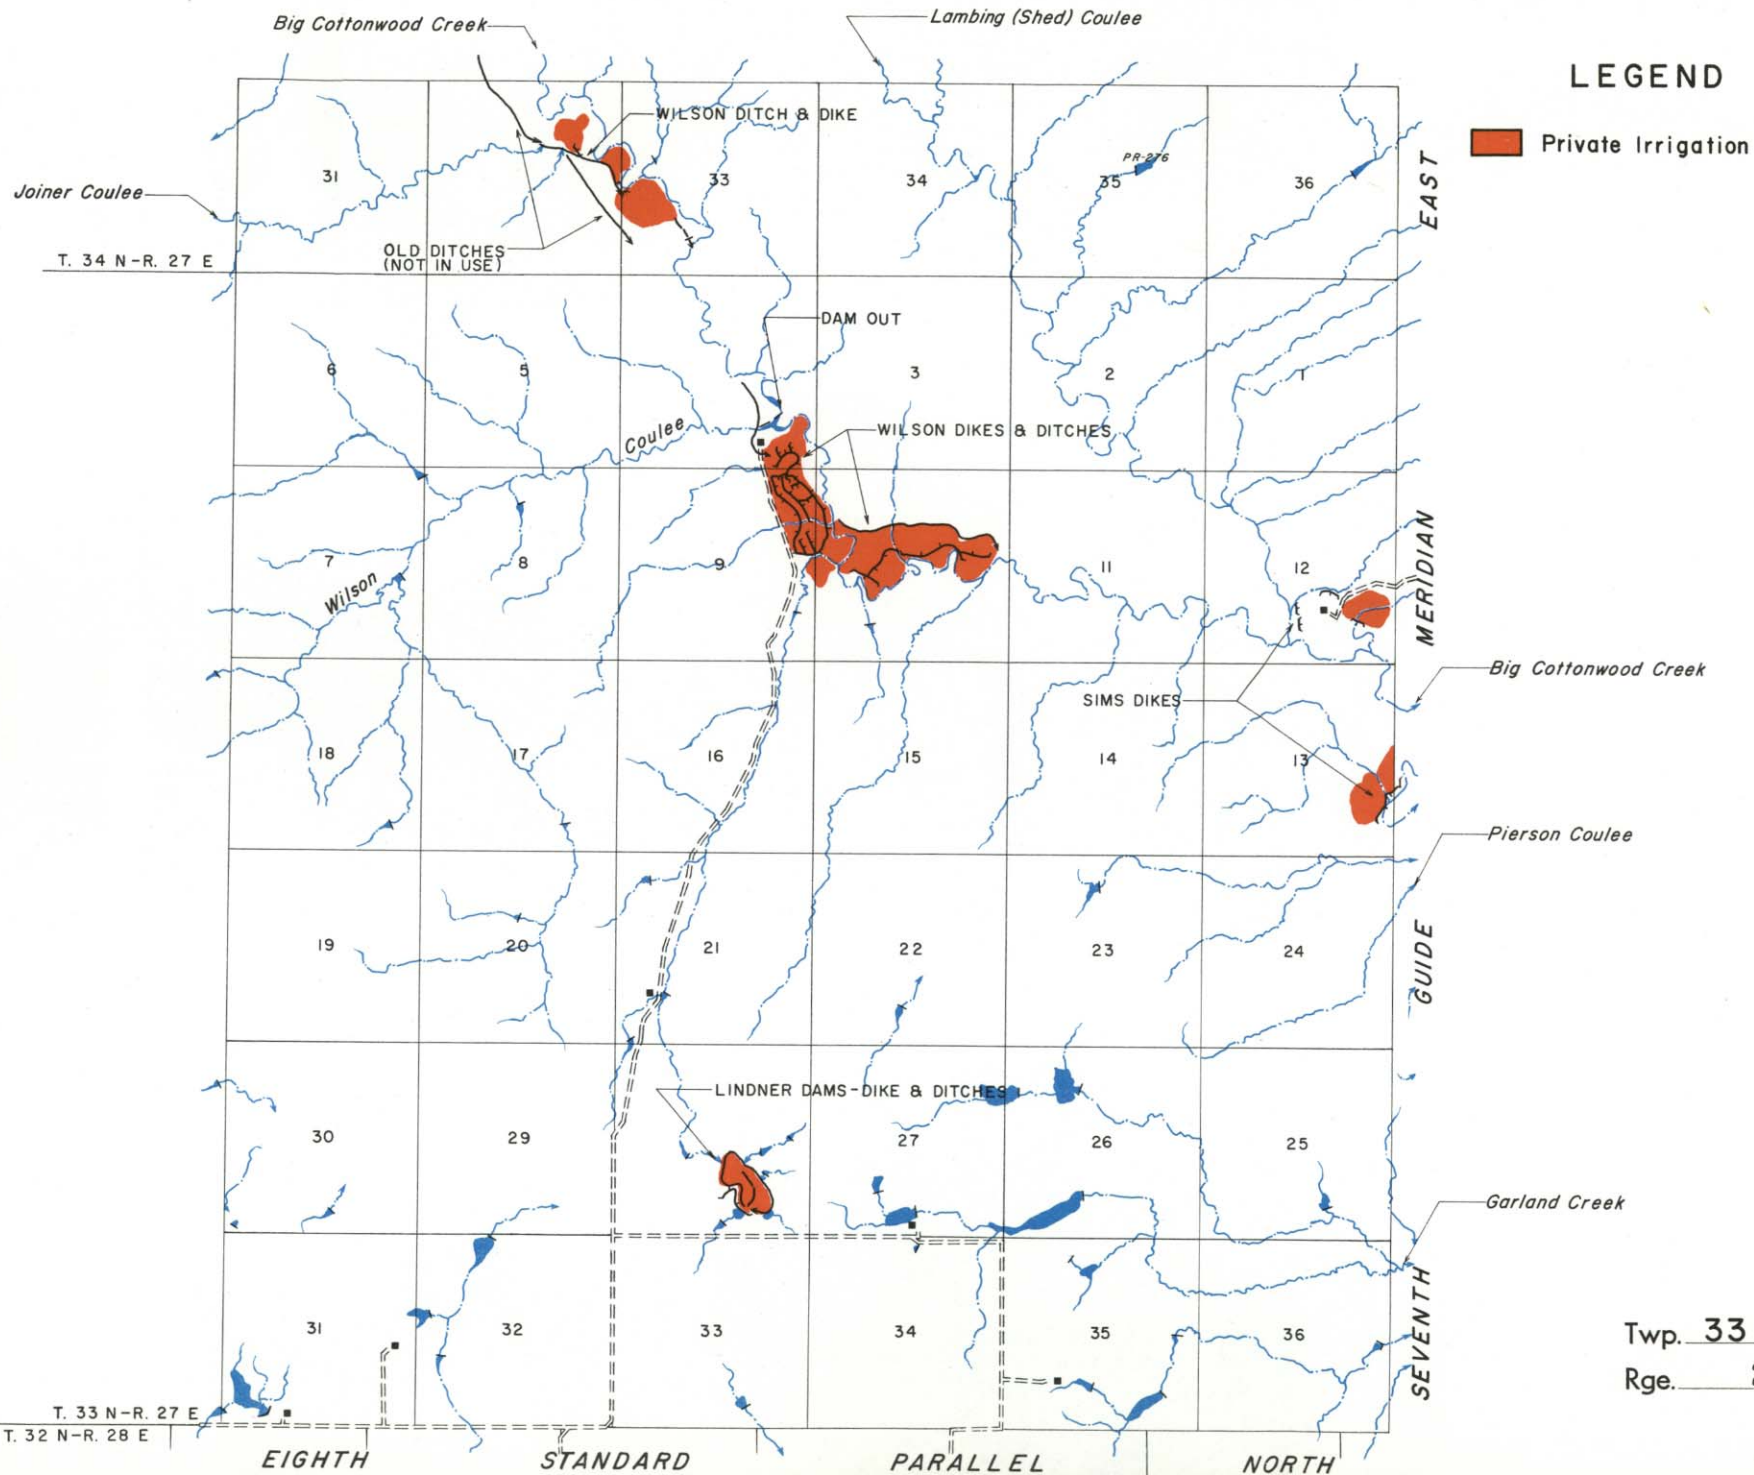 Big Cottonwood Creek
Lambing (Shed) Coulee
LEGEND
Private Irrigation
WILSON DITCH & DIKE
PR-276
31
33
34
35
36
Joiner Coulee
OLD DITCHES
(NOT IN USE)
T. 34 N-R. 27 E
EAST
DAM OUT
6
5
3
2
1
Coulee
WILSON DIKES & DITCHES
7
8
9
11
12
Wilson
MERIDIAN
Big Cottonwood Creek
SIMS DIKES
18
17
16
15
14
13
Pierson Coulee
19
20
21
22
23
24
GUIDE
LINDNER DAMS-DIKE & DITCHES
30
29
27
26
25
Garland Creek
31
32
33
34
35
36
SEVENTH
Twp. 33
Rge.
T. 33 N-R. 27 E
T. 32 N-R. 28 E
EIGHTH STANDARD PARALLEL NORTH